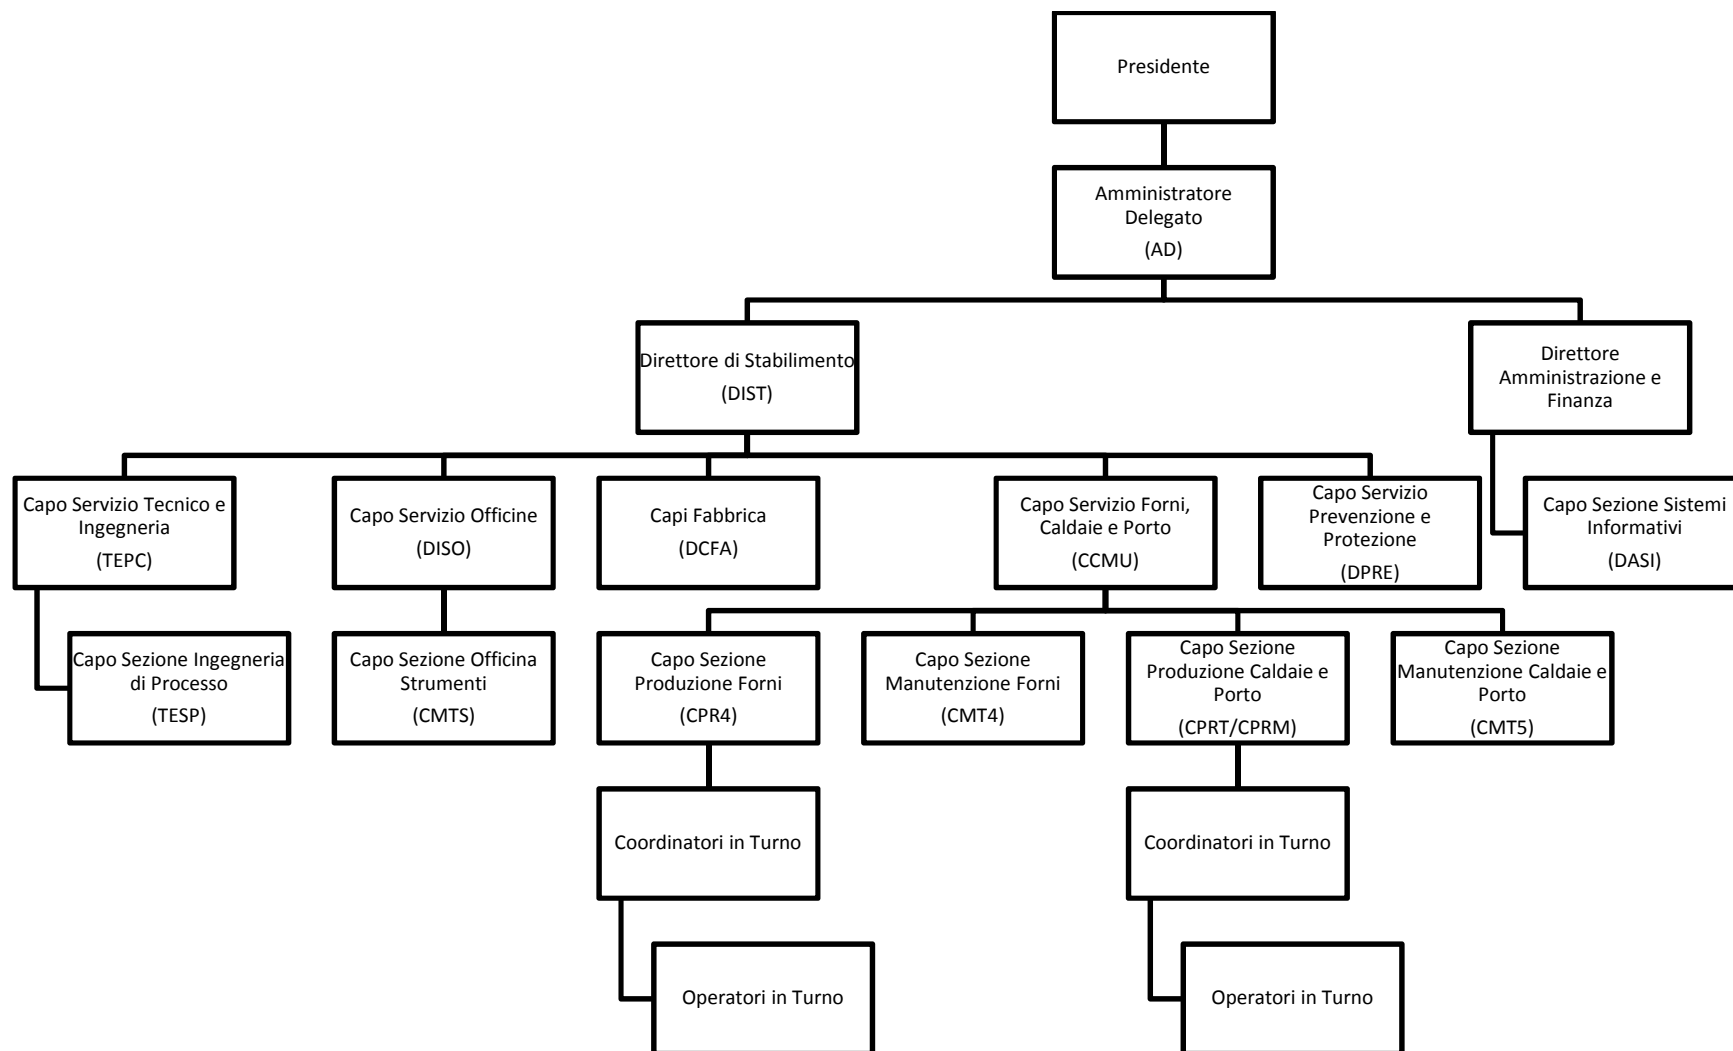 Presidente
Amministratore
Delegato
(AD)
Direttore di Stabilimento
(DIST)
Direttore
Amministrazione e
Finanza
Capo Servizio Tecnico e
Ingegneria
(TEPC)
Capo Servizio Officine
(DISO)
Capi Fabbrica
(DCFA)
Capo Servizio Forni,
Caldaie e Porto
(CCMU)
Capo Servizio
Prevenzione e
Protezione
(DPRE)
Capo Sezione Sistemi
Informativi
(DASI)
Capo Sezione Ingegneria
di Processo
(TESP)
Capo Sezione Officina
Strumenti
(CMTS)
Capo Sezione
Produzione Forni
(CPR4)
Capo Sezione
Manutenzione Forni
(CMT4)
Capo Sezione
Produzione Caldaie e
Porto
(CPRT/CPRM)
Capo Sezione
Manutenzione Caldaie e
Porto
(CMT5)
Coordinatori in Turno
Coordinatori in Turno
Operatori in Turno
Operatori in Turno